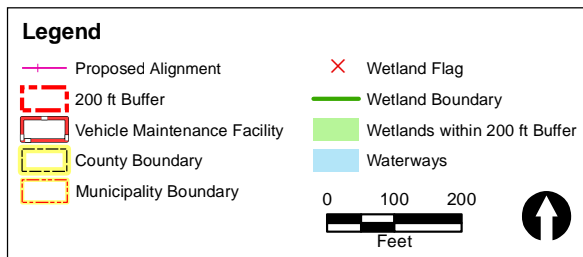 Legend
Proposed Alignment
200 ft Buffer
Vehicle Maintenance Facility
County Boundary
Municipality Boundary
Wetland Flag
Wetland Boundary
Wetlands within 200 ft Buffer
Waterways
0 100 200
Feet